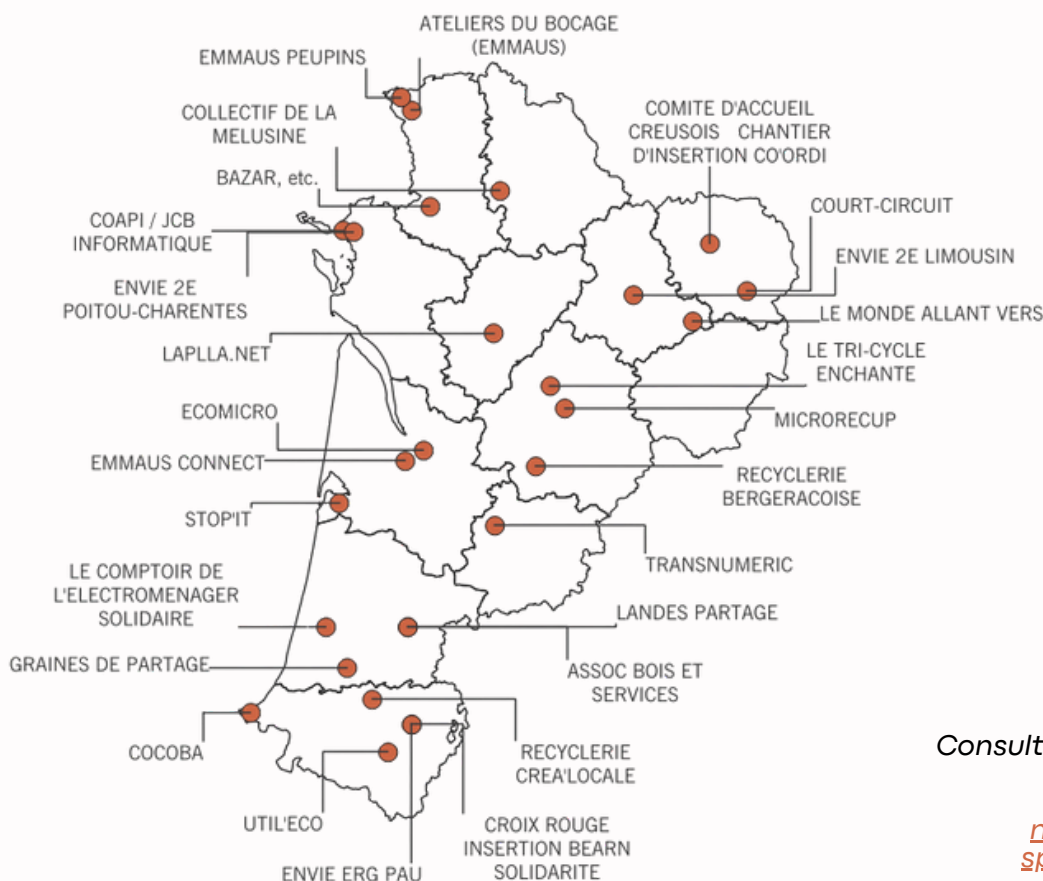 ATELIERS DU BOCAGE
(EMMAUS)
EMMAUS PEUPINS
COLLECTIF DE LA
MELUSINE
BAZAR, etc.
COAPI / JCB
INFORMATIQUE
ENVIE 2E
POITOU-CHARENTES
LAPLLA.NET
ECOMICRO
EMMAUS CONNECT
STOP'IT
LE COMPTOIR DE
L'ELECTROMENAGER
SOLIDAIRE
GRAINES DE PARTAGE
COCOBA
UTIL'ECO
ENVIE ERG PAU
CROIX ROUGE
INSERTION BEARN
SOLIDARITE
RECYCLERIE
CREA'LOCALE
ASSOC BOIS ET
SERVICES
LANDES PARTAGE
TRANSNUMERIC
RECYCLERIE
BERGERACOISE
MICRORECUP
LE TRI-CYCLE
ENCHANTE
LE MONDE ALLANT VERS
ENVIE 2E LIMOUSIN
COURT-CIRCUIT
COMITE D'ACCUEIL
CREUSOIS CHANTIER
D'INSERTION CO'ORDI
Consult
sp